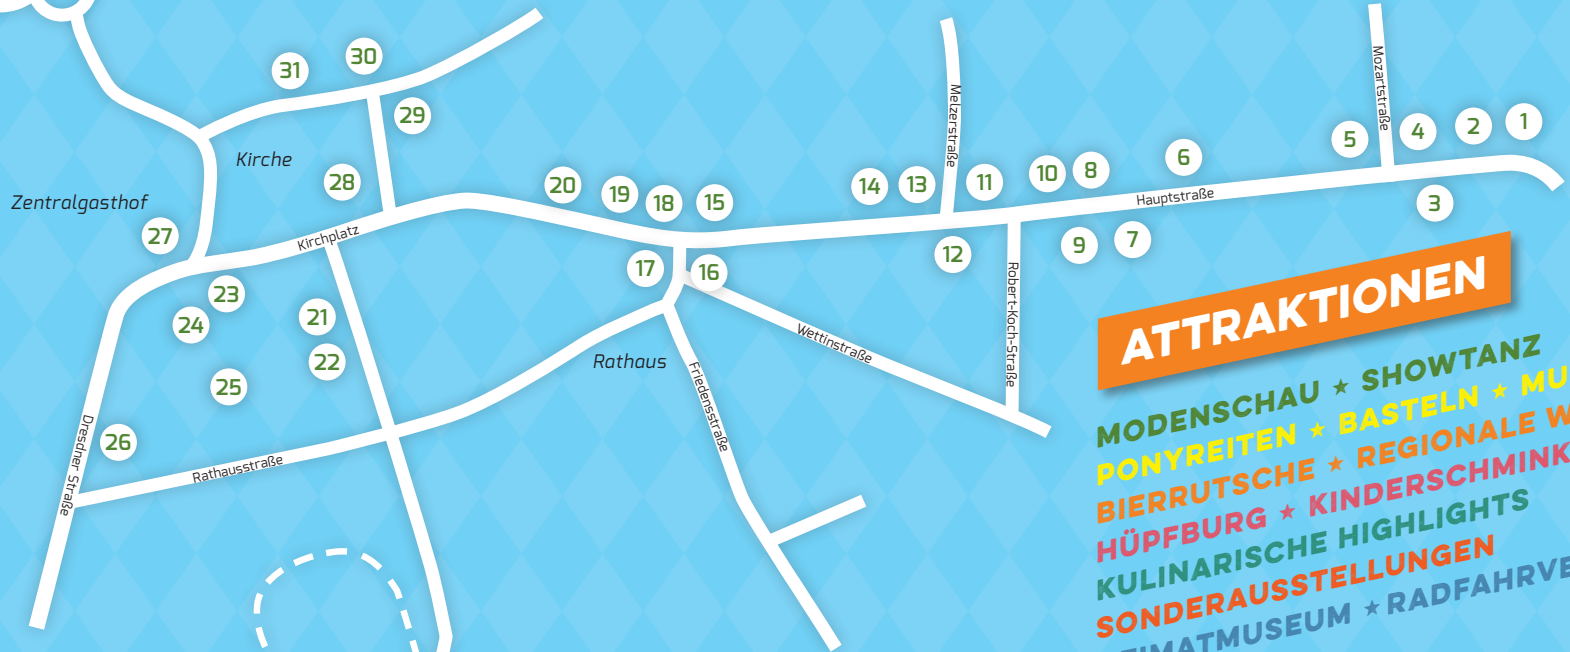 30
31
29
Kirche
28
Zentralgasthof
27
Kirchplatz
23
24
21
22
25
26
Dresdner Straße
Rathausstraße
20
19
18
15
17
16
Rathaus
Friedensstraße
Wettinstraße
14
13
Melzerstraße
11
12
10
8
6
9
7
Robert-Koch-Straße
Hauptstraße
Mozartstraße
5
4
2
1
3
ATTRAKTIONEN
MODENSCHAU ★ SHOWTANZ
PONYREITEN ★ BASTELN ★ MU
BIERRUTSCHE ★ REGIONALE W
HÜPFBURG ★ KINDERSCHMINK
KULINARISCHE HIGHLIGHTS
SONDERAUSSTELLUNGEN
EIMATMUSEUM ★ RADFAHRVE